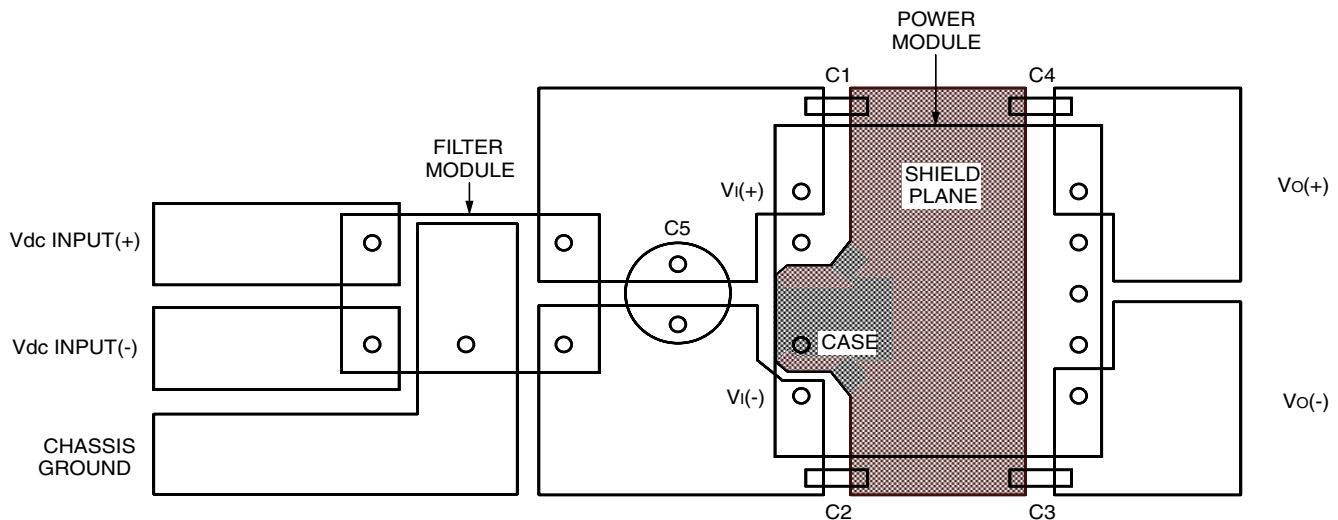 POWER
MODULE
C1
C4
FILTER
MODULE
SHIELD
PLANE
VI(+)
VO(+)
C5
Vdc INPUT(+)
Vdc INPUT(-)
CASE
VI(-)
VO(-)
CHASSIS
GROUND
C2
C3